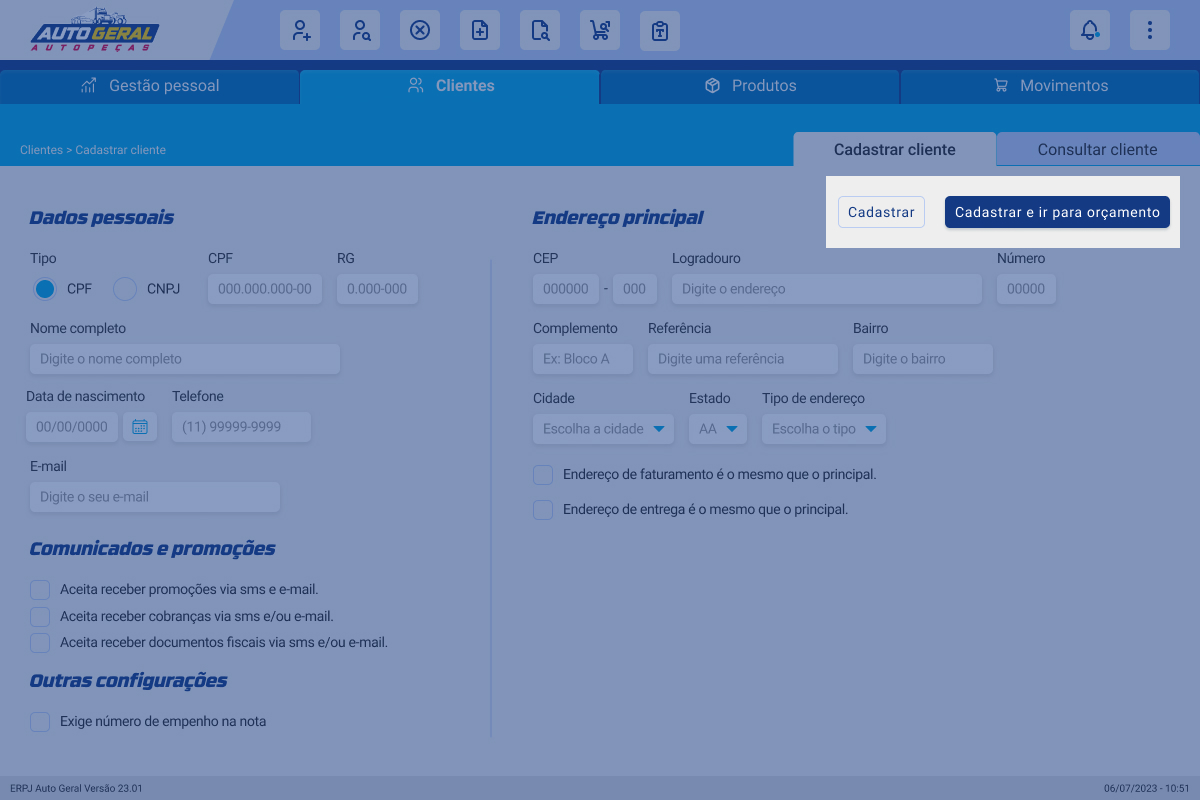 AUTO GERAL
AUTOPEÇAS
Gestão pessoal
Clientes
Produtos
Movimentos
Clientes > Cadastrar cliente
Cadastrar cliente
Consultar cliente
Cadastrar
Cadastrar e ir para orçamento
Dados pessoais
Tipo
CPF
RG
CPF
CNPJ
000.000.000-00
0.000-000
Nome completo
Digite o nome completo
Data de nascimento
Telefone
00/00/0000
(11) 99999-9999
E-mail
Digite o seu e-mail
Comunicados e promoções
Aceita receber promoções via sms e e-mail.
Aceita receber cobranças via sms e/ou e-mail.
Aceita receber documentos fiscais via sms e/ou e-mail.
Outras configurações
Exige número de empenho na nota
Endereço principal
CEP
Logradouro
Número
000000 - 000
Digite o endereço
00000
Complemento
Referência
Bairro
Ex: Bloco A
Digite uma referência
Digite o bairro
Cidade
Estado
Tipo de endereço
Escolha a cidade
AA
Escolha o tipo
Endereço de faturamento é o mesmo que o principal.
Endereço de entrega é o mesmo que o principal.
ERPJ Auto Geral Versão 23.01
06/07/2023 - 10:51